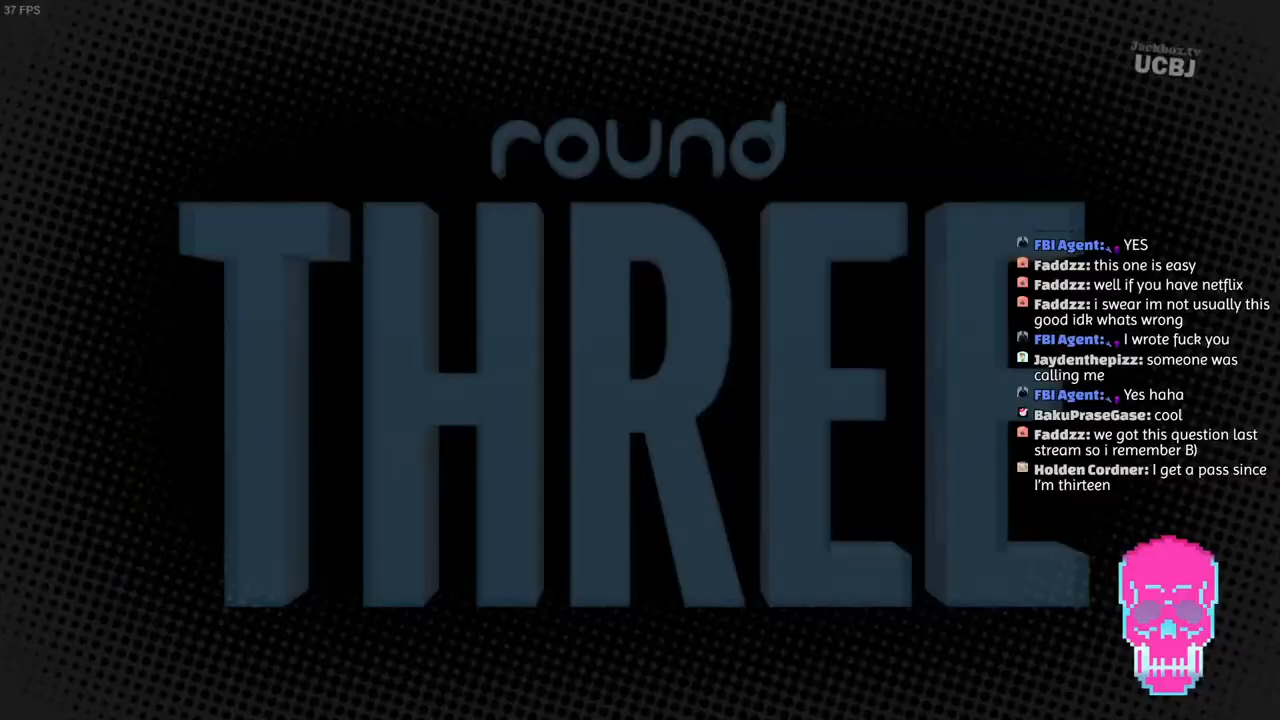 37 FPS
Jackbox.tv
UCBJ
round
THREE
FBI Agent: YES
Faddzz: this one is easy
Faddzz: well if you have netflix
Faddzz: i swear im not usually this
good idk whats wrong
FBI Agent: I wrote fuck you
Jaydenthepizz: someone was
calling me
FBI Agent: Yes haha
BakuPraseGase: cool
Faddzz: we got this question last
stream so i remember B)
Holden Cordner: I get a pass since
I'm thirteen